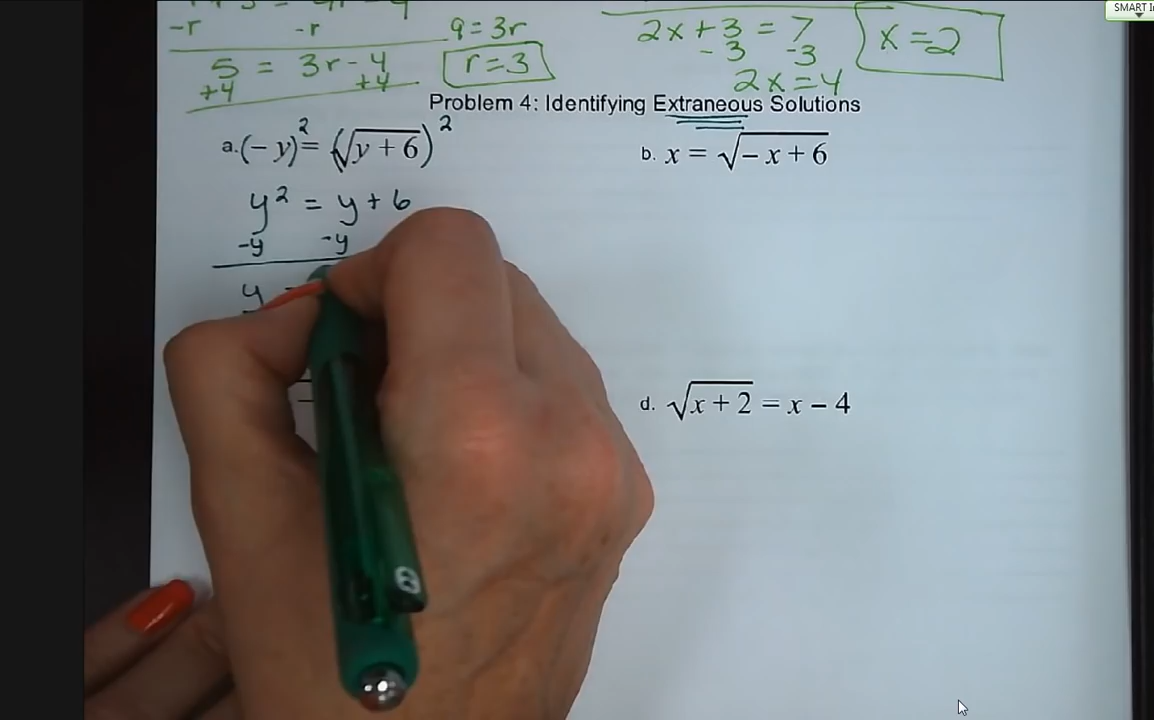 -r -r 9 = 3r
5 = 3r - 4 r = 3
+4 +4
2x + 3 = 7 x = 2
- 3 -3
2x = 4
Problem 4: Identifying Extraneous Solutions
a. (- y)² = (√(y + 6))²
y² = y + 6
-y -y
y
b. x = √(- x + 6)
d. √(x + 2) = x - 4
SMART